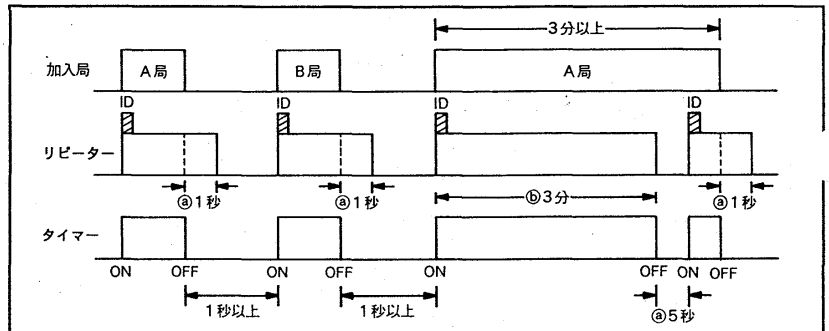 3分以上
加入局 A局 B局 A局
ID ID ID ID
リピーター
ⓐ1秒 ⓐ1秒 ⓑ3分 ⓐ1秒
タイマー
ON OFF ON OFF ON OFF ON OFF
1秒以上 1秒以上 ⓐ5秒